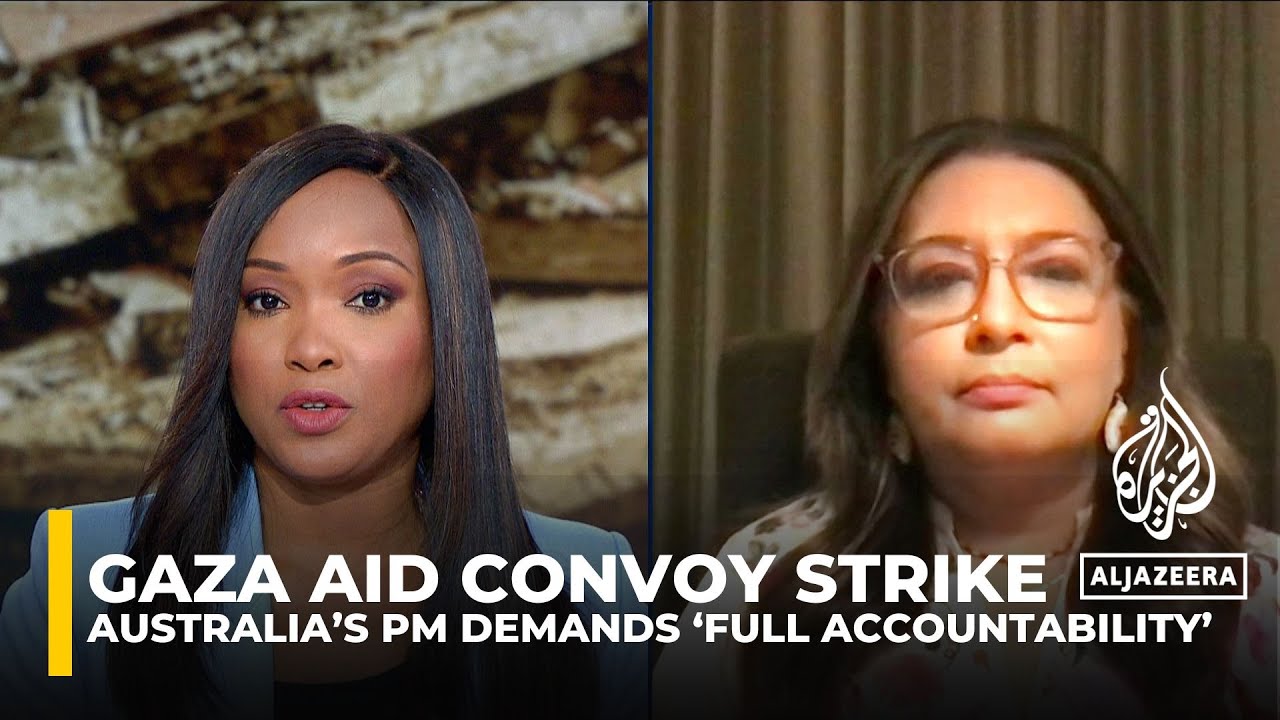 الجزيرة
ALJAZEERA
GAZA AID CONVOY STRIKE
AUSTRALIA’S PM DEMANDS ‘FULL ACCOUNTABILITY’